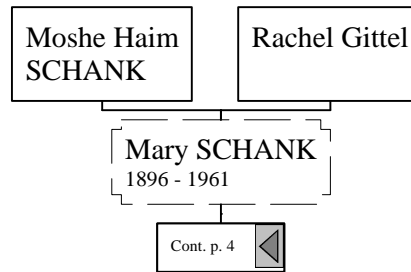 Moshe Haim
SCHANK
Rachel Gittel
Mary SCHANK
1896 - 1961
Cont. p. 4